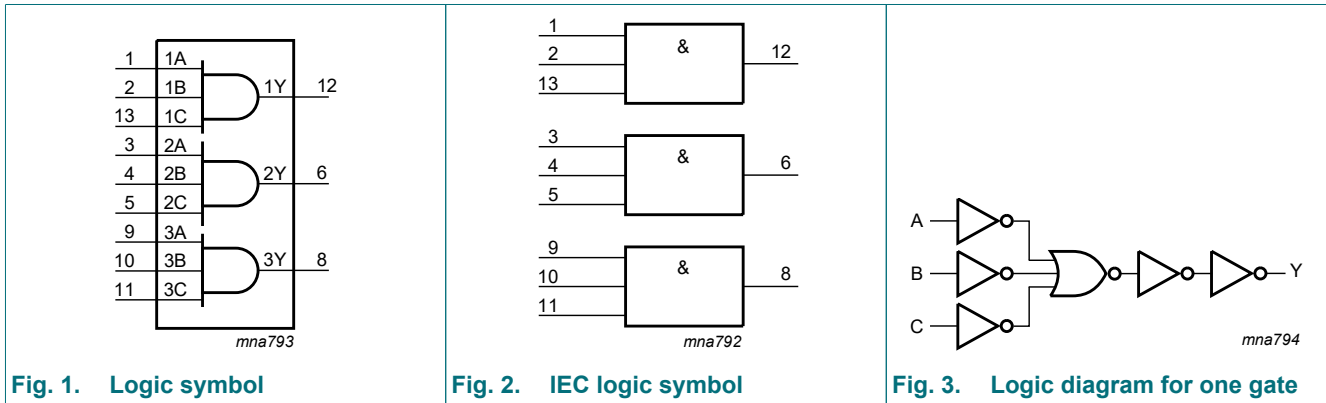 1 1A
2 1B 1Y 12
13 1C
3 2A
4 2B 2Y 6
5 2C
9 3A
10 3B 3Y 8
11 3C
mna793
Fig. 1. Logic symbol
1
2 & 12
13
3
4 & 6
5
9
10 & 8
11
mna792
Fig. 2. IEC logic symbol
A
B Y
C
mna794
Fig. 3. Logic diagram for one gate